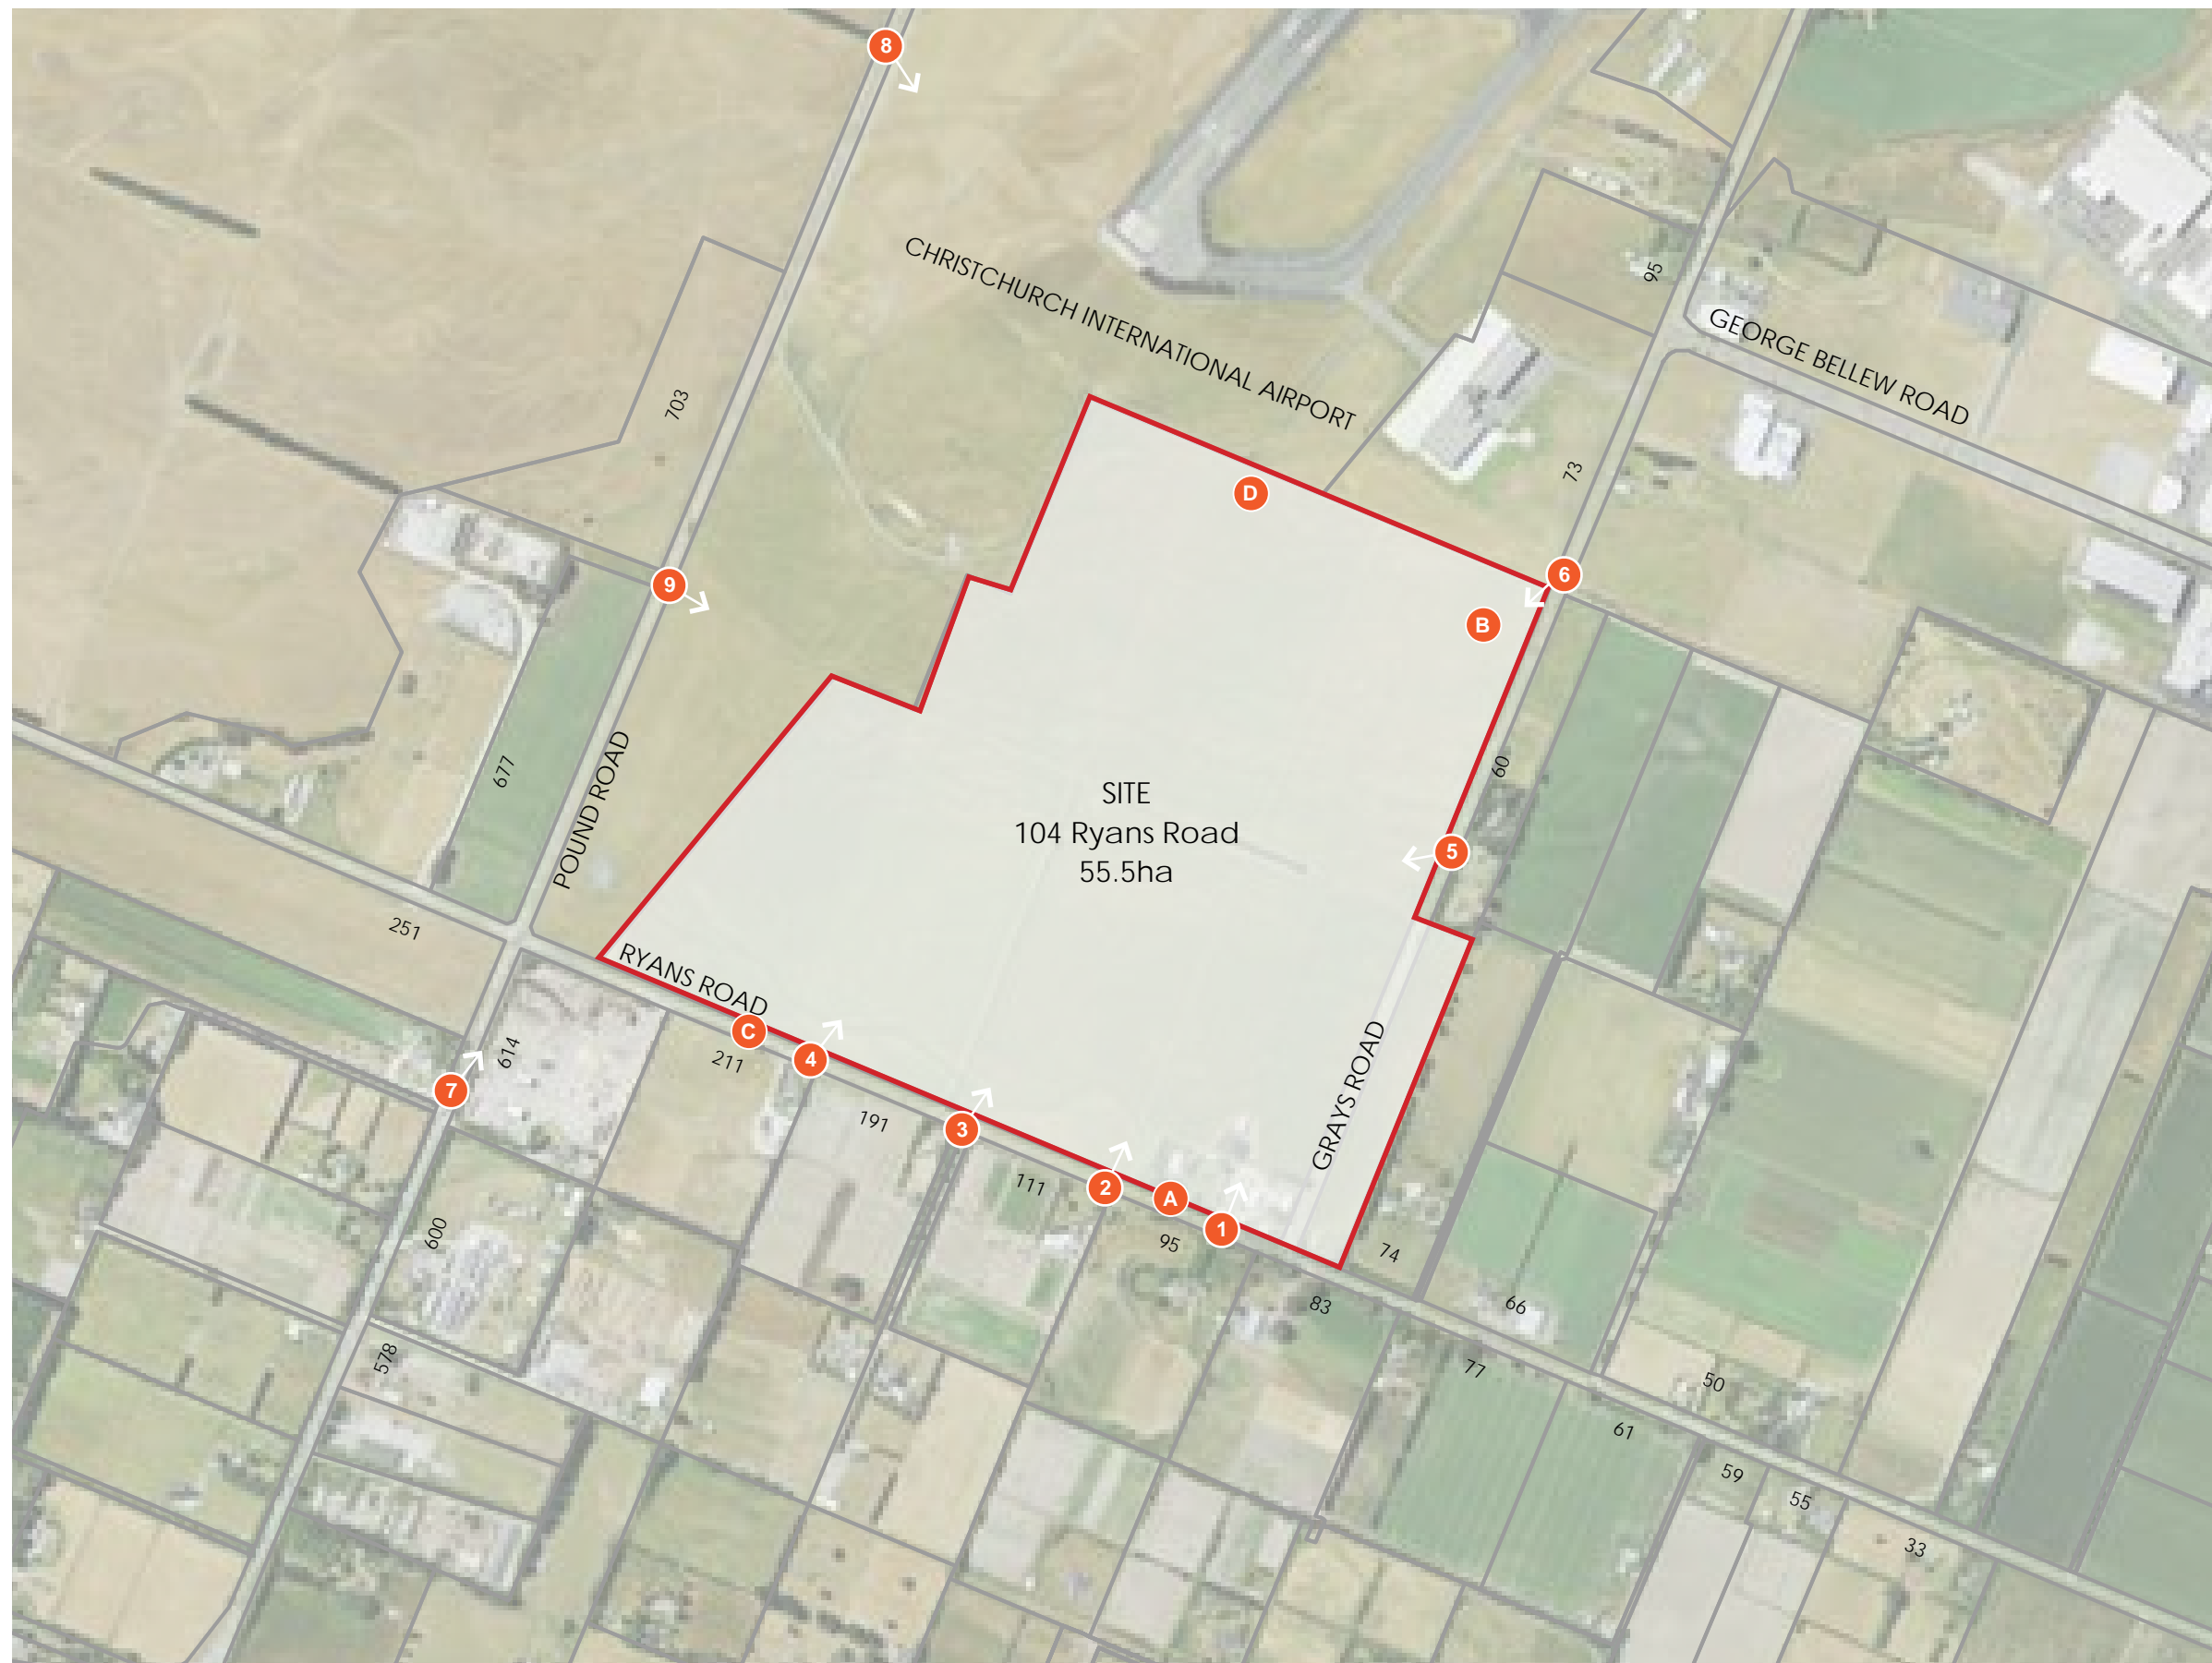 8
CHRISTCHURCH INTERNATIONAL AIRPORT
95
GEORGE BELLEW ROAD
703
73
D
9
6
B
677
POUND ROAD
60
SITE
104 Ryans Road
55.5ha
5
251
RYANS ROAD
C
4
211
614
7
GRAYS ROAD
191
3
111
2
A
1
95
74
600
83
66
578
77
50
61
59
55
33